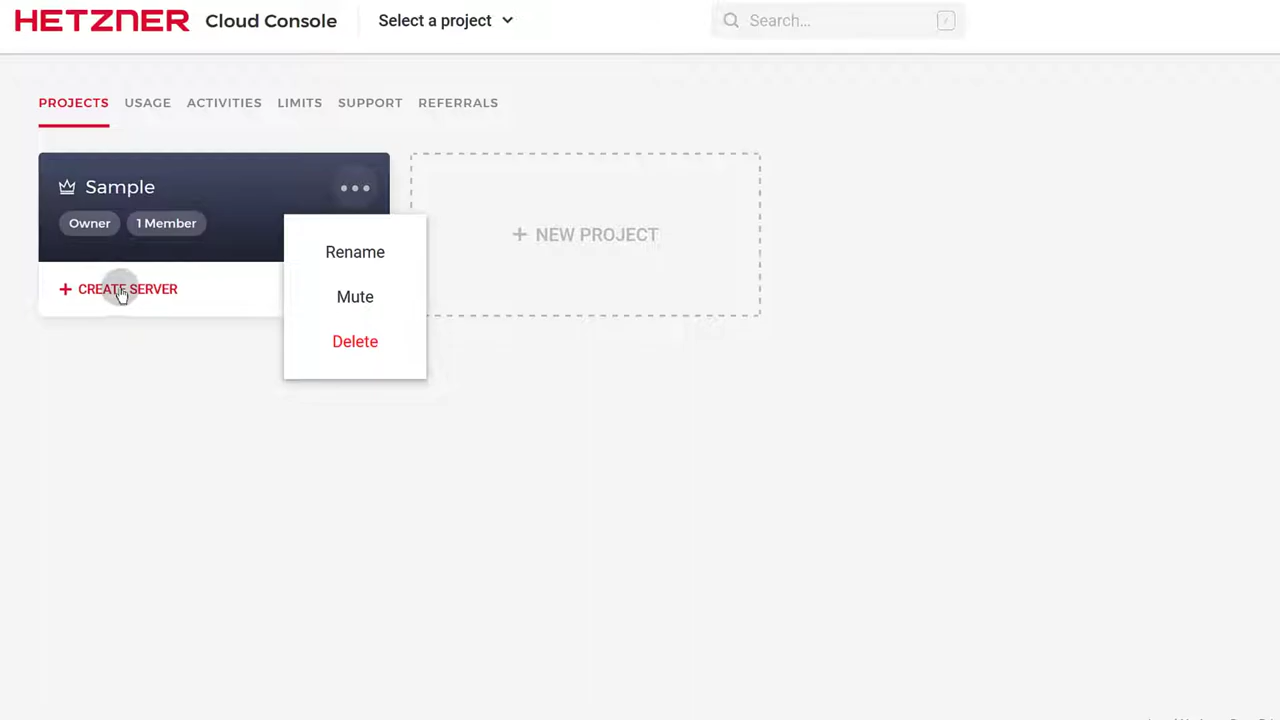 HETZNER Cloud Console Select a project Search... /
PROJECTS USAGE ACTIVITIES LIMITS SUPPORT REFERRALS
Sample
Owner 1 Member
+ CREATE SERVER
Rename
Mute
Delete
+ NEW PROJECT